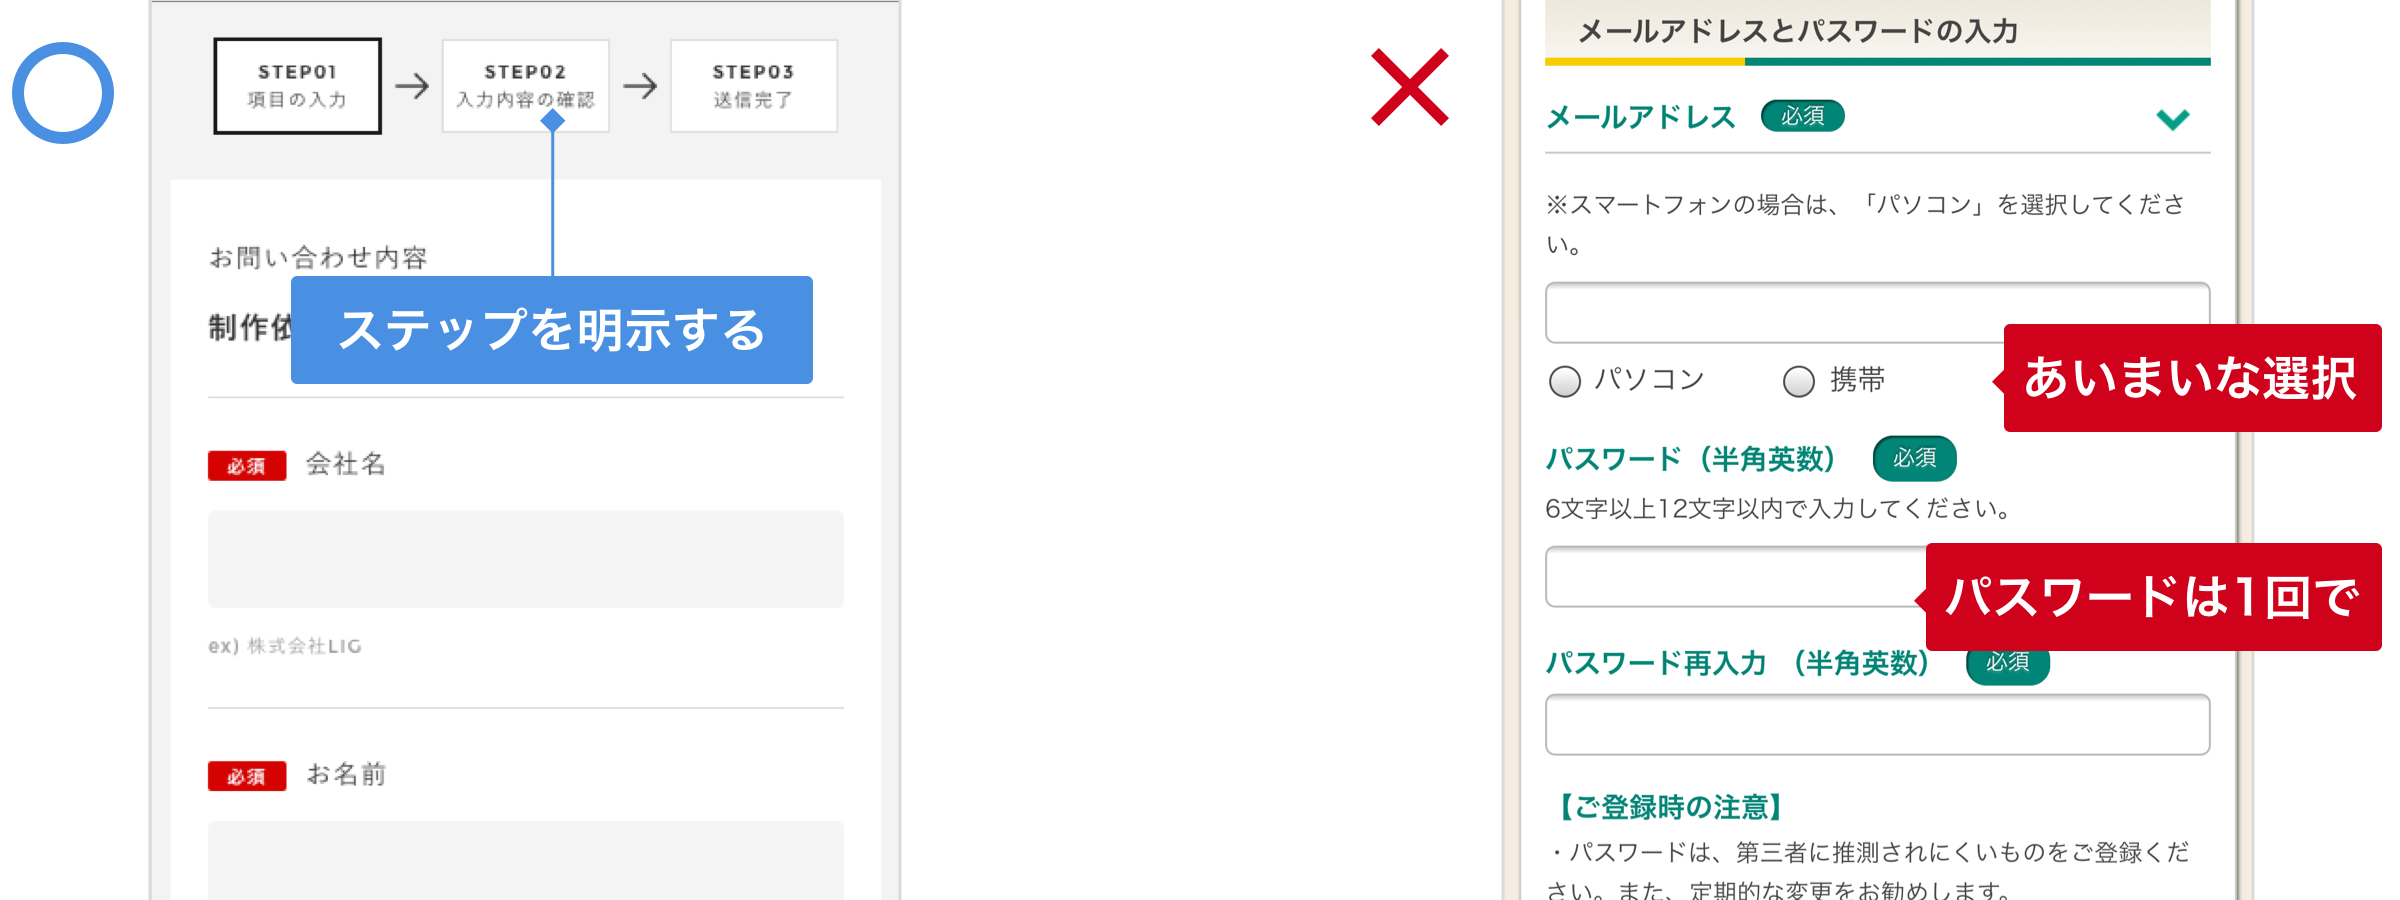 STEP01
項目の入力
STEP02
入力内容の確認
STEP03
送信完了
お問い合わせ内容
制作依
ステップを明示する
必須 会社名
ex) 株式会社LIG
必須 お名前
メールアドレスとパスワードの入力
メールアドレス 必須
※スマートフォンの場合は、「パソコン」を選択してくださ
い。
パソコン 携帯
あいまいな選択
パスワード（半角英数） 必須
6文字以上12文字以内で入力してください。
パスワードは1回で
パスワード再入力 （半角英数） 必須
【ご登録時の注意】
・パスワードは、第三者に推測されにくいものをご登録くだ
さい。また、定期的な変更をお勧めします。